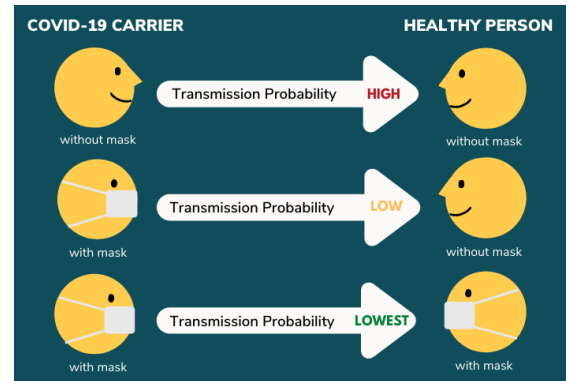 COVID-19 CARRIER HEALTHY PERSON
Transmission Probability HIGH
without mask without mask
Transmission Probability LOW
with mask without mask
Transmission Probability LOWEST
with mask with mask